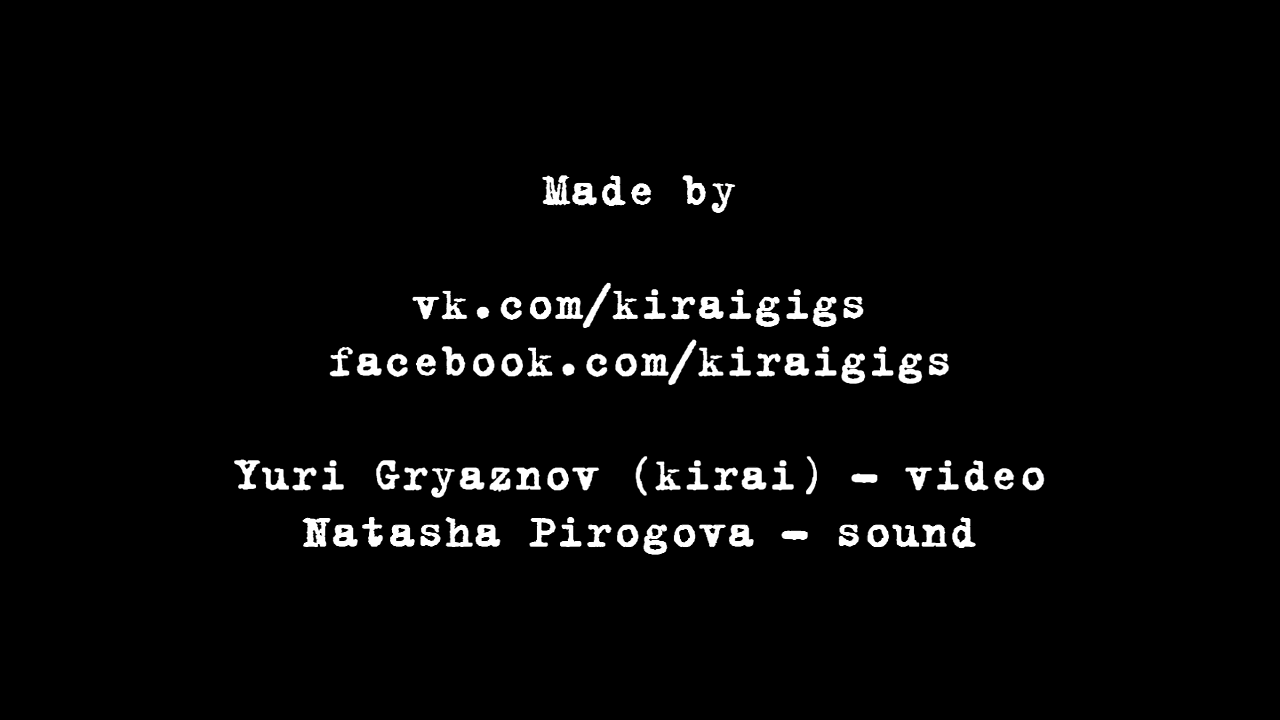 Made by
vk.com/kiraigigs
facebook.com/kiraigigs
Yuri Gryaznov (kirai) - video
Natasha Pirogova - sound